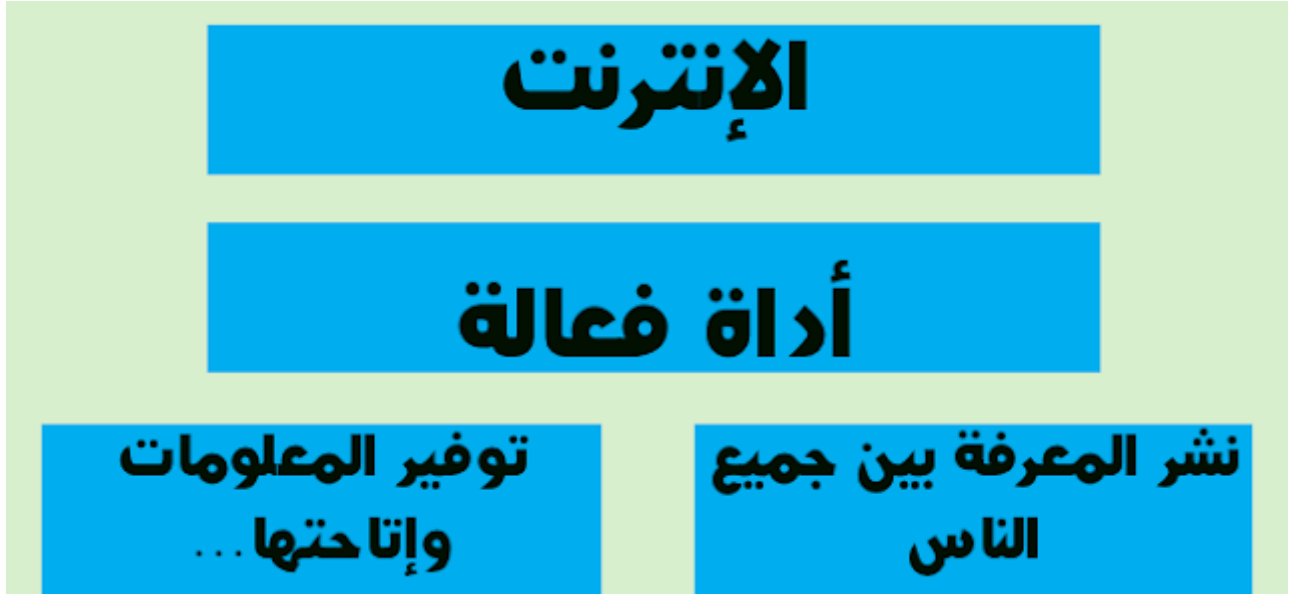 الإنترنت
أداة فعالة
نشر المعرفة بين جميع
الناس
توفير المعلومات
وإتاحتها...